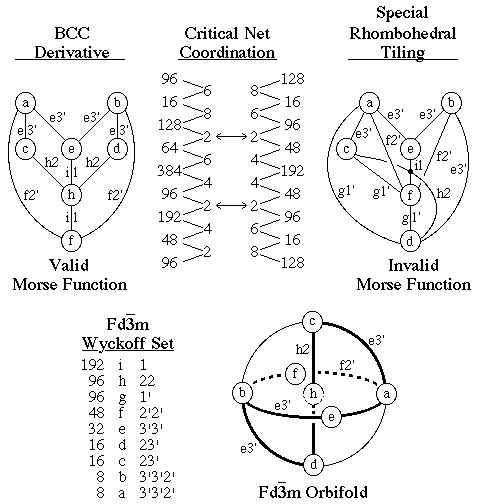 BCC
Derivative
Critical Net
Coordination
Special
Rhombohedral
Tiling
a b
e3' e3'
e3' e3'
c e d
h2 i1 h2
h
f2' i1 f2'
f
Valid
Morse Function
96 128
6 8
16 16
8 6
128 96
2 2
64 48
6 4
384 192
4 4
96 48
2 2
192 96
4 6
48 16
2 8
96 128
a b
e3' f2' e3'
c e
i1 f2' e3'
g1' g1' f h2
g1'
d
Invalid
Morse Function
Fd3̅m
Wyckoff Set
192 i 1
96 h 22
96 g 1'
48 f 2'2'
32 e 3'3'
16 d 23'
16 c 23'
8 b 3'3'2'
8 a 3'3'2'
c
h2 e3'
f f2'
b h a
e3' e
e3'
d
Fd3̅m Orbifold